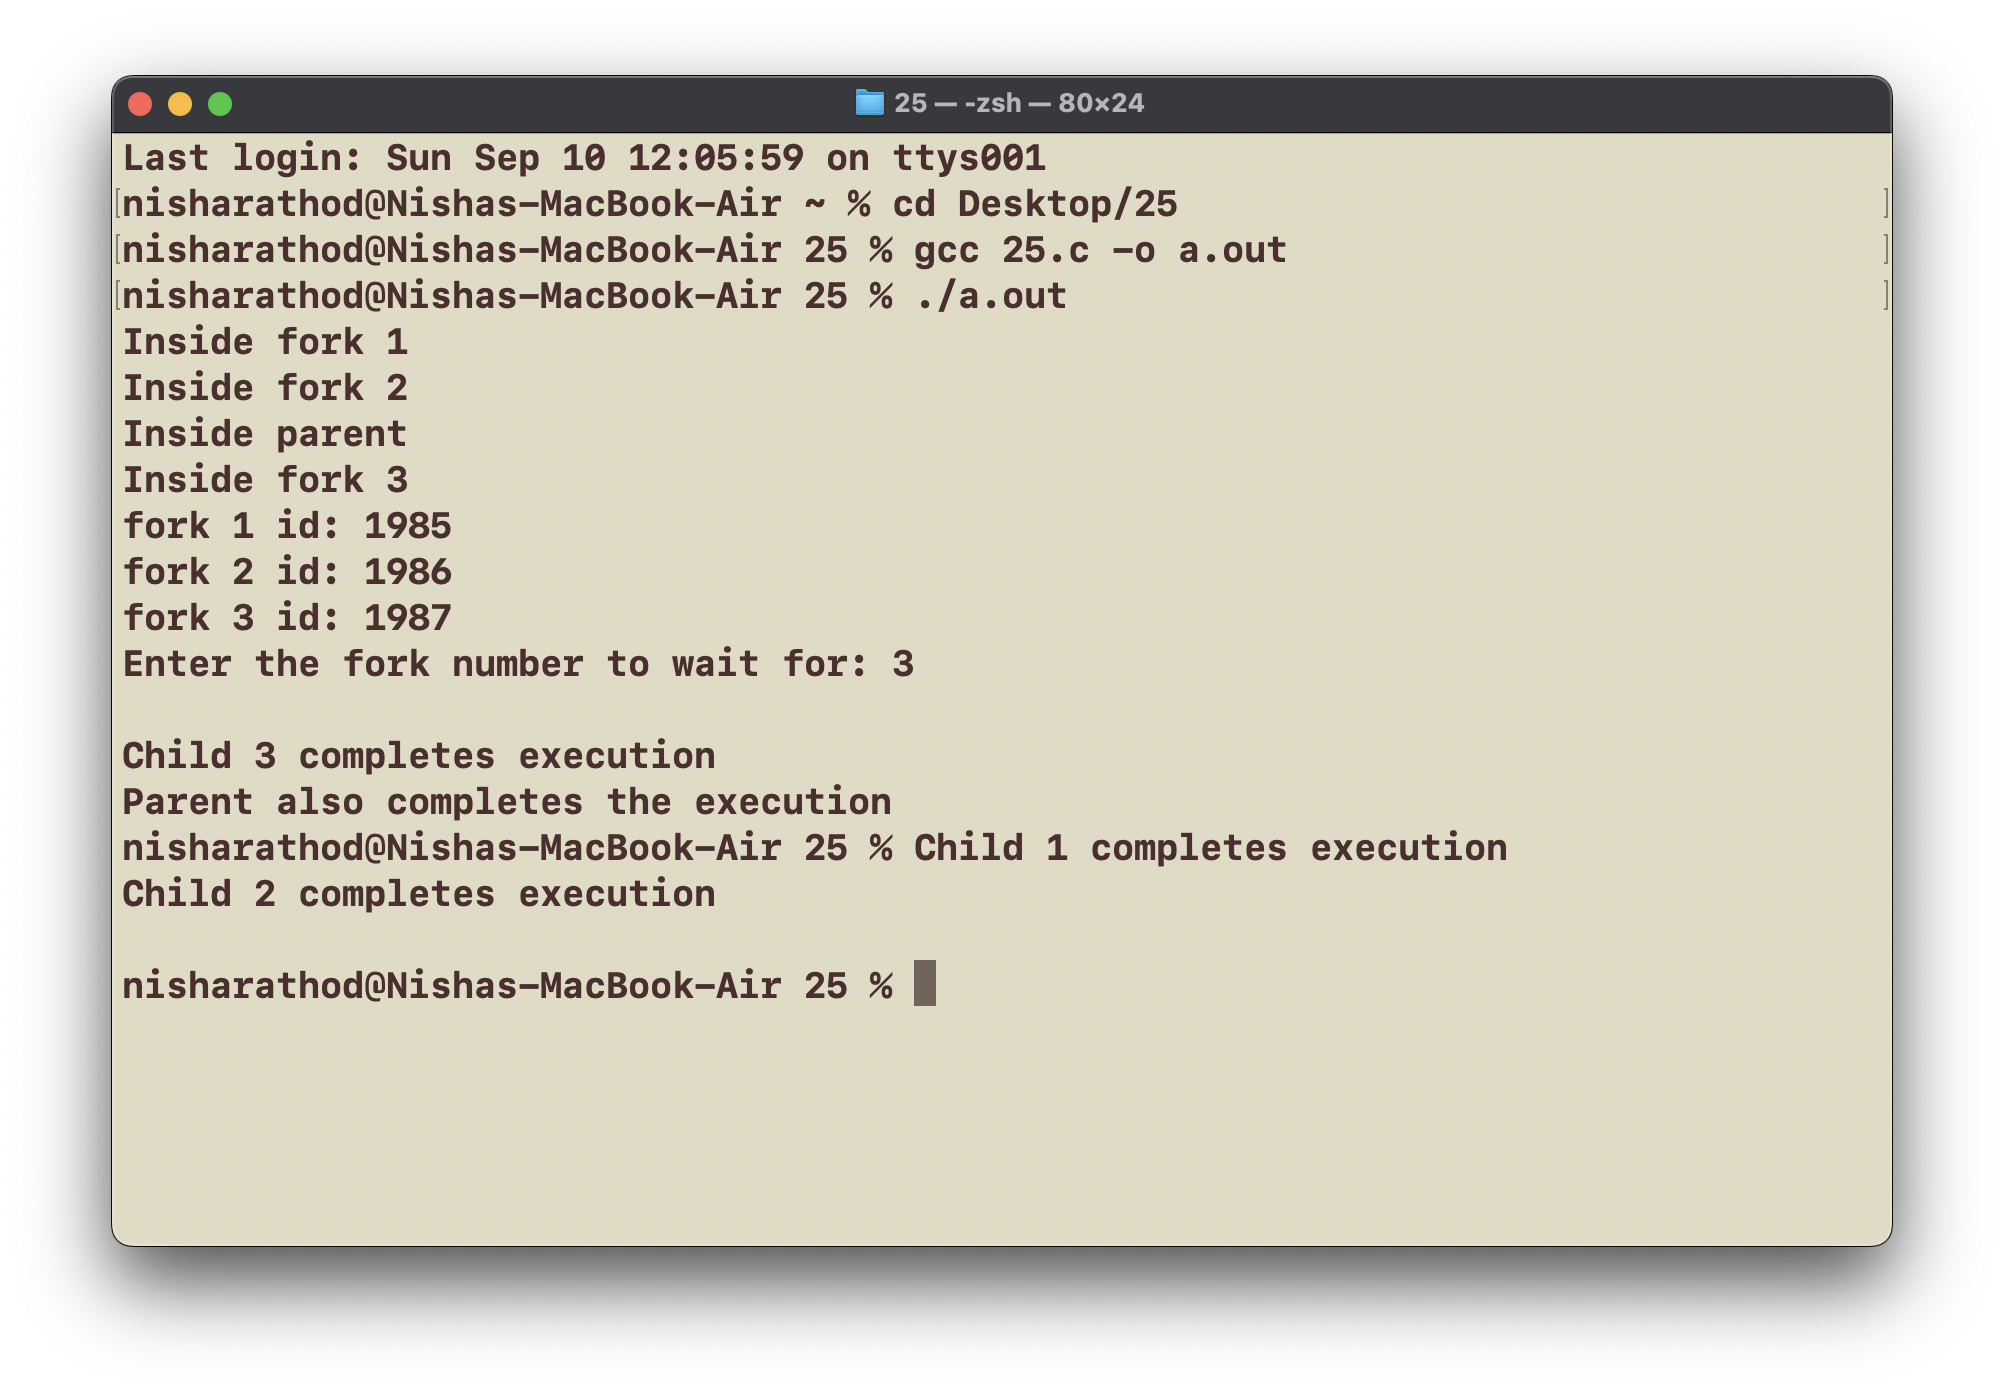 25 — -zsh — 80×24
Last login: Sun Sep 10 12:05:59 on ttys001
[nisharathod@Nishas-MacBook-Air ~ % cd Desktop/25 ]
[nisharathod@Nishas-MacBook-Air 25 % gcc 25.c -o a.out ]
[nisharathod@Nishas-MacBook-Air 25 % ./a.out ]
Inside fork 1
Inside fork 2
Inside parent
Inside fork 3
fork 1 id: 1985
fork 2 id: 1986
fork 3 id: 1987
Enter the fork number to wait for: 3
Child 3 completes execution
Parent also completes the execution
nisharathod@Nishas-MacBook-Air 25 % Child 1 completes execution
Child 2 completes execution
nisharathod@Nishas-MacBook-Air 25 %